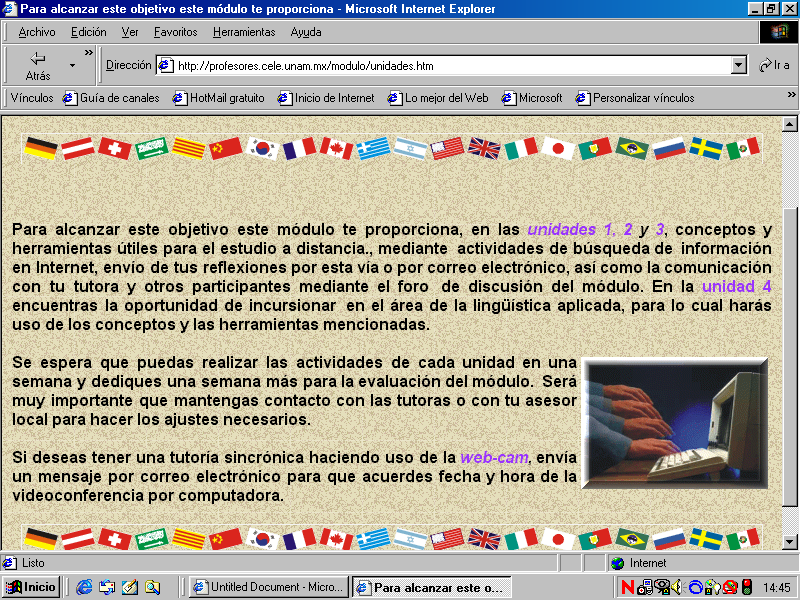 Para alcanzar este objetivo este módulo te proporciona - Microsoft Internet Explorer
Archivo Edición Ver Favoritos Herramientas Ayuda
Atrás » Dirección http://profesores.cele.unam.mx/modulo/unidades.htm Ir a
Vínculos Guía de canales HotMail gratuito Inicio de Internet Lo mejor del Web Microsoft Personalizar vínculos »
Para alcanzar este objetivo este módulo te proporciona, en las unidades 1, 2 y 3, conceptos y
herramientas útiles para el estudio a distancia., mediante actividades de búsqueda de información
en Internet, envío de tus reflexiones por esta vía o por correo electrónico, así como la comunicación
con tu tutora y otros participantes mediante el foro de discusión del módulo. En la unidad 4
encuentras la oportunidad de incursionar en el área de la lingüística aplicada, para lo cual harás
uso de los conceptos y las herramientas mencionadas.
Se espera que puedas realizar las actividades de cada unidad en una
semana y dediques una semana más para la evaluación del módulo. Será
muy importante que mantengas contacto con las tutoras o con tu asesor
local para hacer los ajustes necesarios.
Si deseas tener una tutoría sincrónica haciendo uso de la web-cam, envía
un mensaje por correo electrónico para que acuerdes fecha y hora de la
videoconferencia por computadora.
Listo Internet
Inicio Untitled Document - Micro... Para alcanzar este o... N 14:45